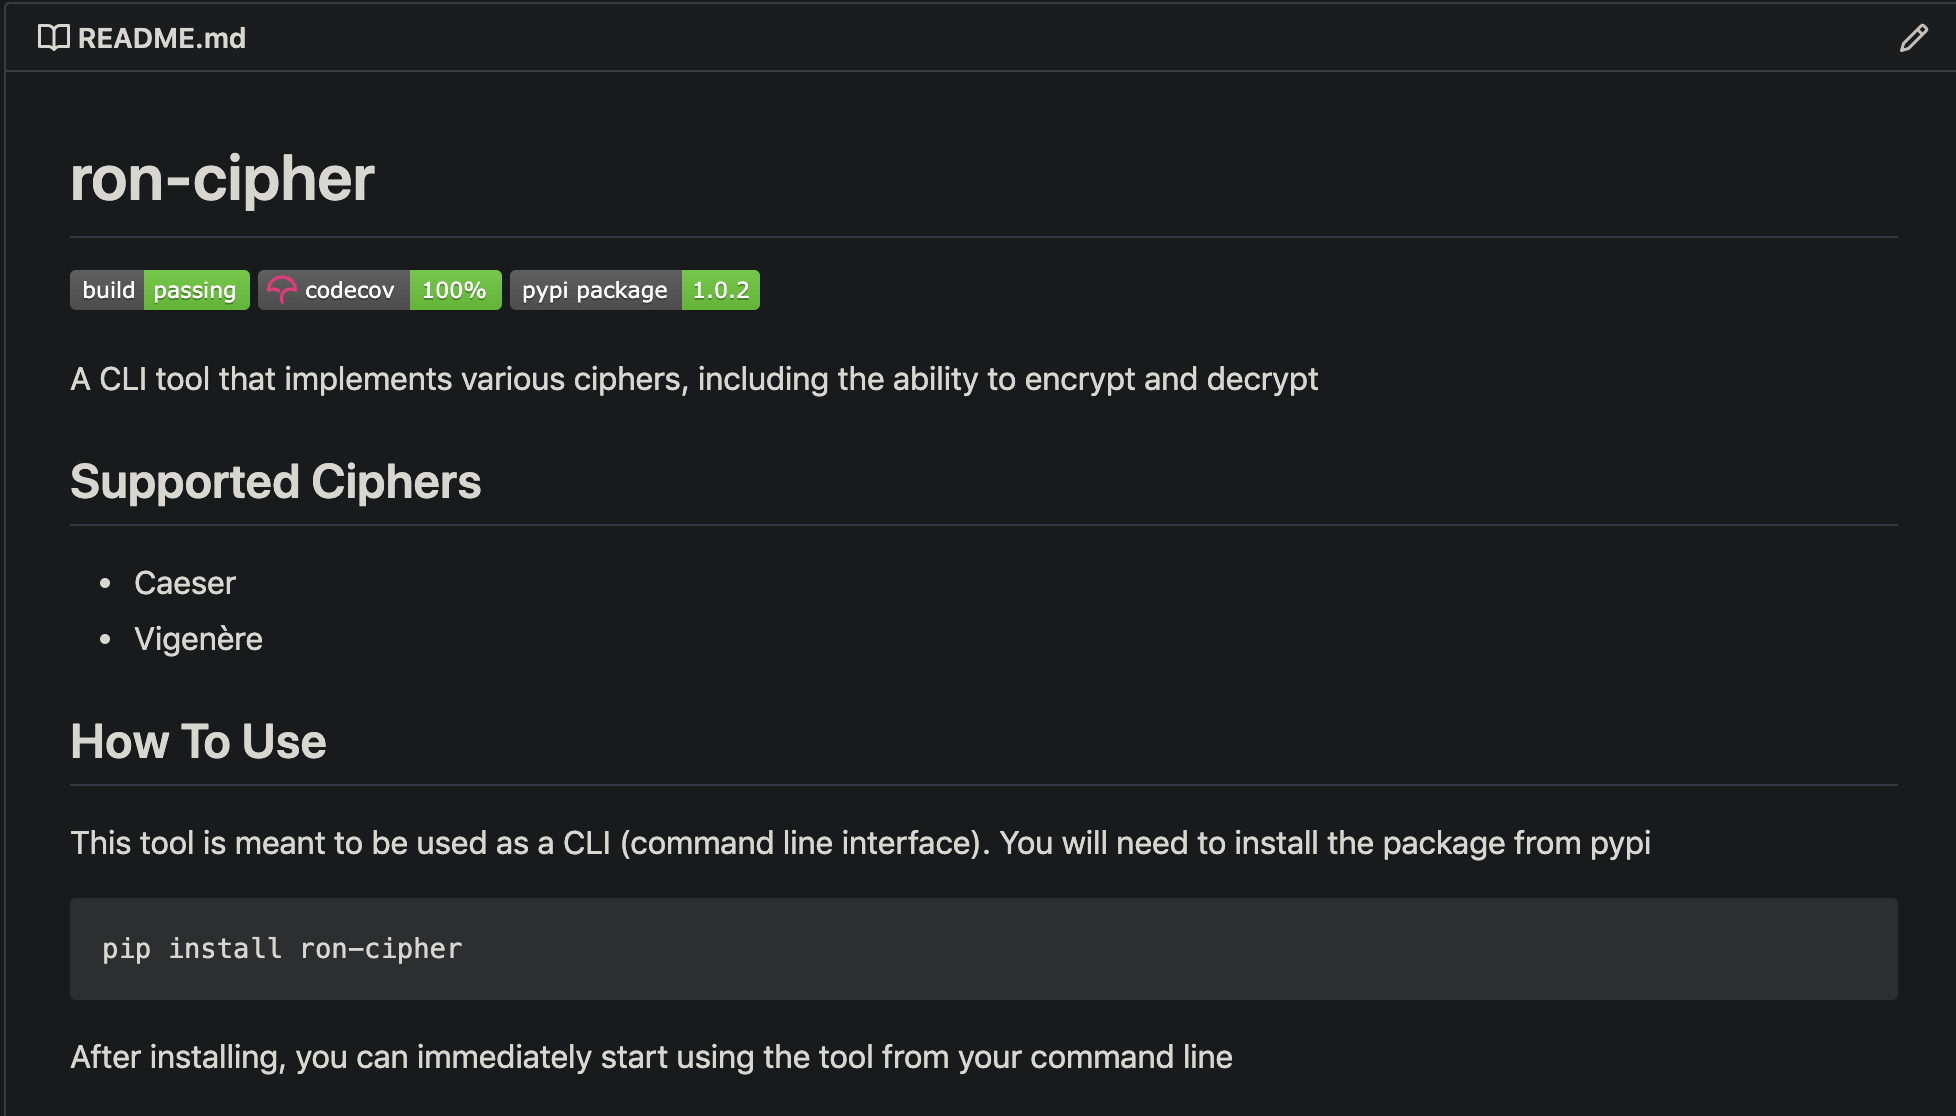 README.md
ron-cipher
build passing codecov 100% pypi package 1.0.2
A CLI tool that implements various ciphers, including the ability to encrypt and decrypt
Supported Ciphers
Caeser
Vigenère
How To Use
This tool is meant to be used as a CLI (command line interface). You will need to install the package from pypi
pip install ron-cipher
After installing, you can immediately start using the tool from your command line